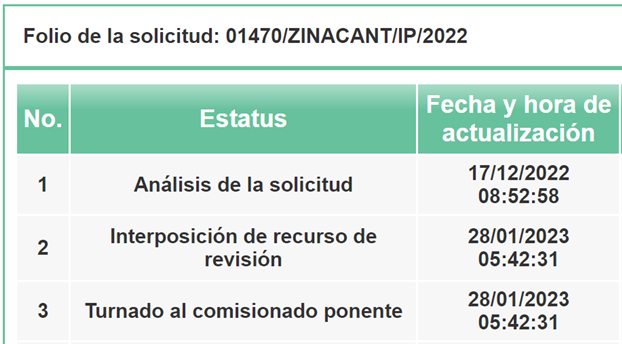 Folio de la solicitud: 01470/ZINACANT/IP/2022
No.
Estatus
Fecha y hora de
actualización
1
Análisis de la solicitud
17/12/2022
08:52:58
2
Interposición de recurso de
revisión
28/01/2023
05:42:31
3
Turnado al comisionado ponente
28/01/2023
05:42:31